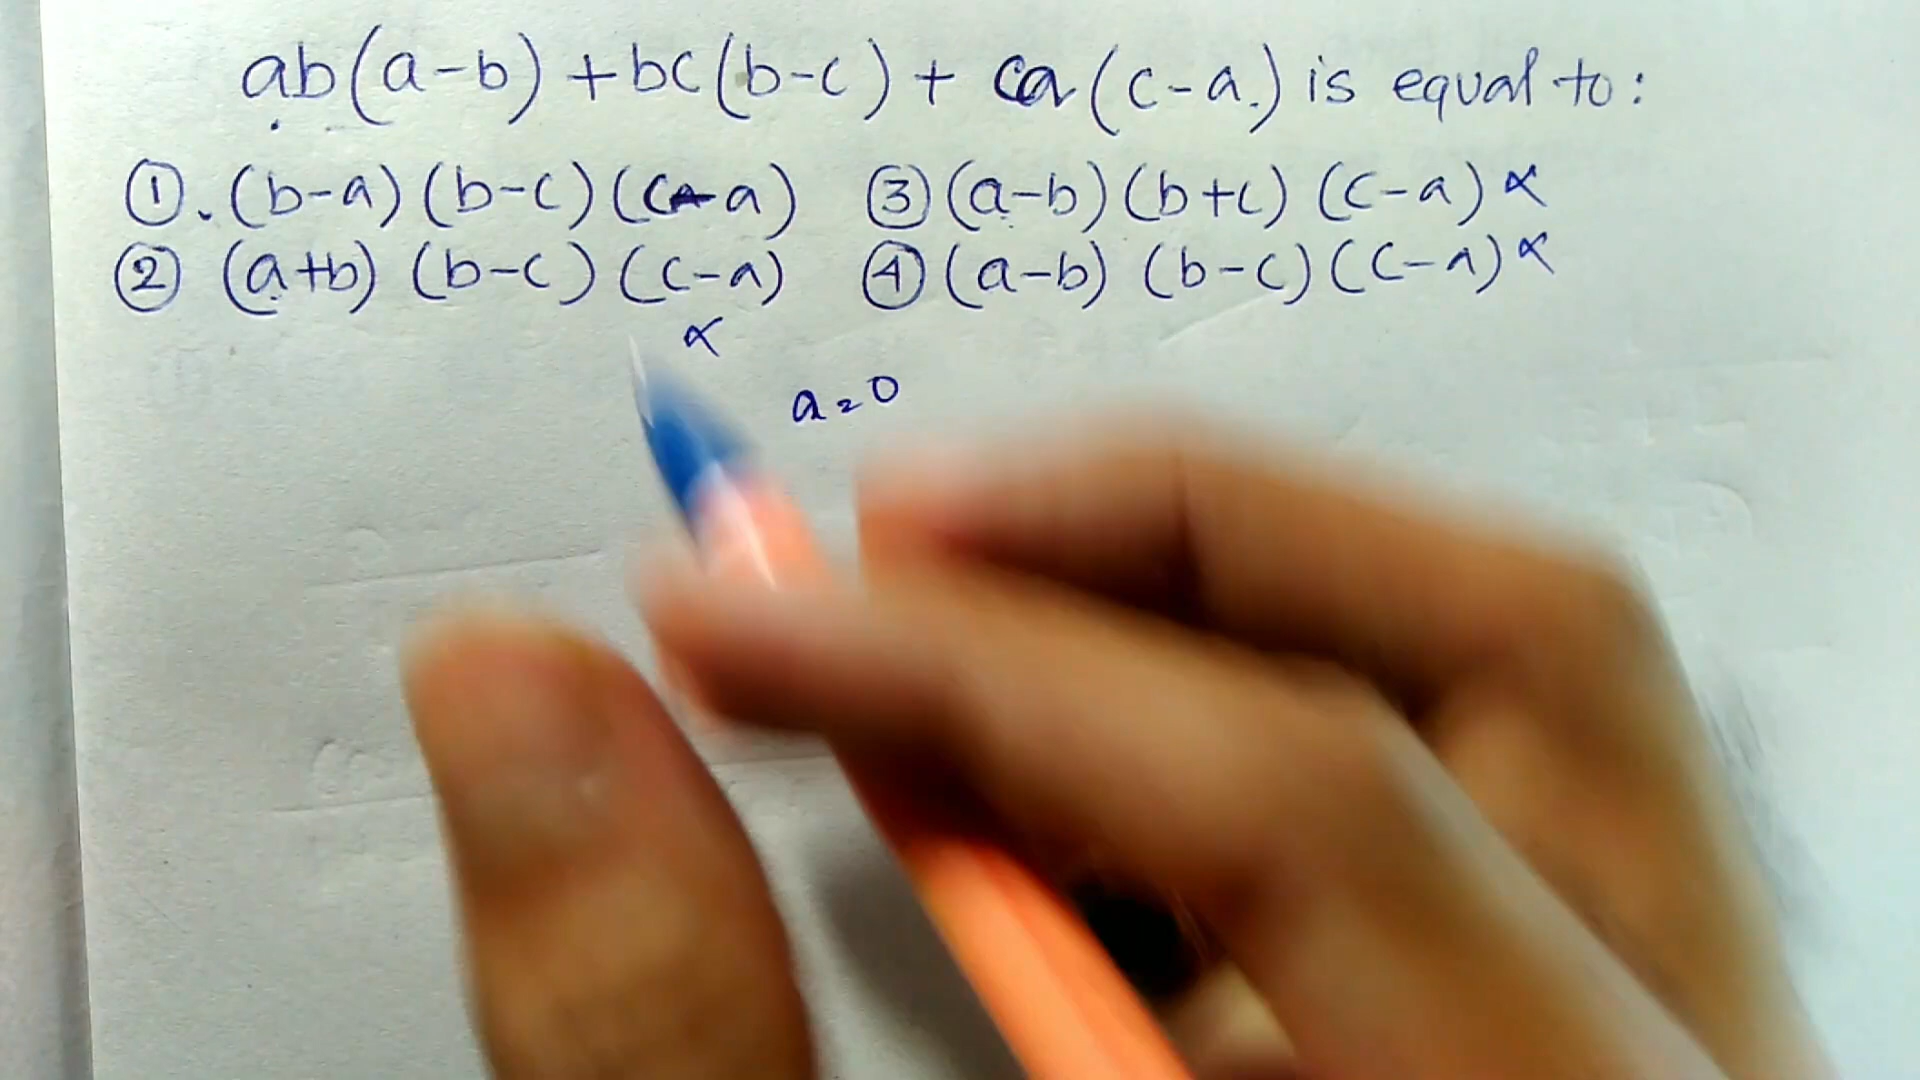 ab(a-b) +bc(b-c) + ca(c-a) is equal to:
①. (b-a) (b-c) (c-a) ③ (a-b) (b+c) (c-a) ×
② (a+b) (b-c) (c-a) ④ (a-b) (b-c) (c-a) ×
×
a=0